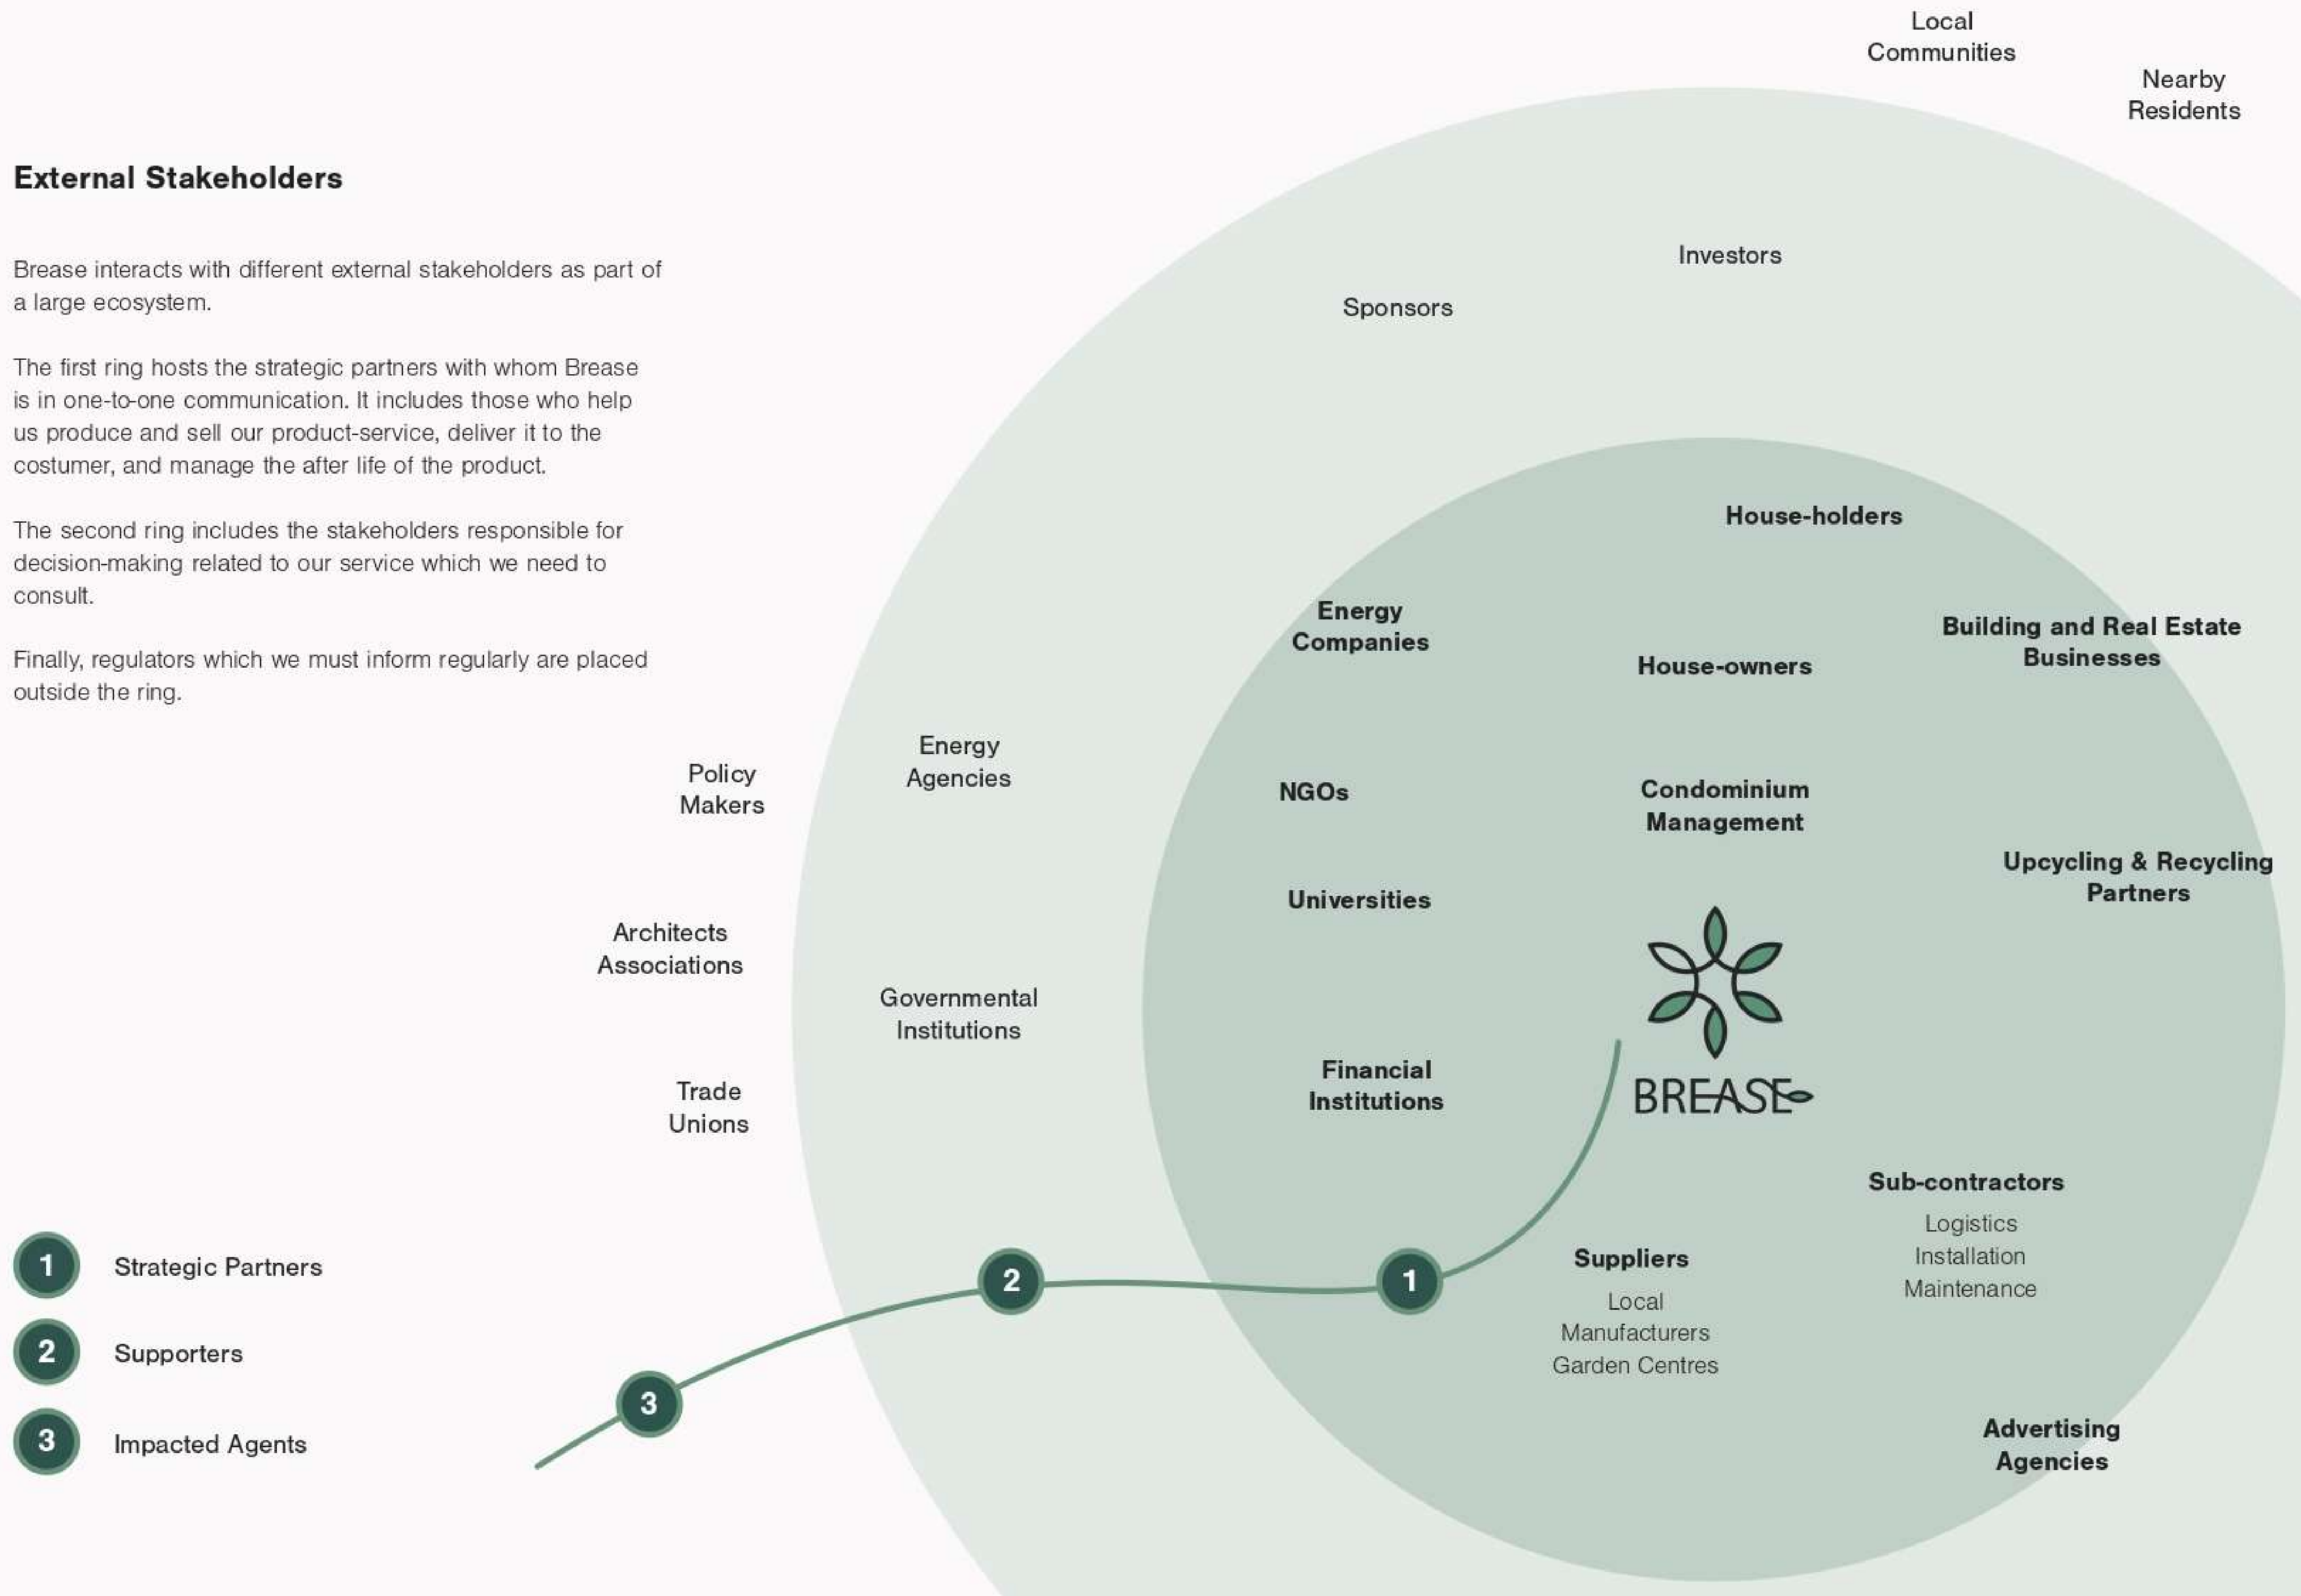 External Stakeholders
Brease interacts with different external stakeholders as part of
a large ecosystem.
The first ring hosts the strategic partners with whom Brease
is in one-to-one communication. It includes those who help
us produce and sell our product-service, deliver it to the
costumer, and manage the after life of the product.
The second ring includes the stakeholders responsible for
decision-making related to our service which we need to
consult.
Finally, regulators which we must inform regularly are placed
outside the ring.
1 Strategic Partners
2 Supporters
3 Impacted Agents
Local
Communities
Nearby
Residents
Policy
Makers
Architects
Associations
Trade
Unions
3
Investors
Sponsors
Energy
Agencies
Governmental
Institutions
2
House-holders
Energy
Companies
House-owners
Building and Real Estate
Businesses
NGOs
Condominium
Management
Universities
Upcycling & Recycling
Partners
Financial
Institutions
BREASE
1
Suppliers
Local
Manufacturers
Garden Centres
Sub-contractors
Logistics
Installation
Maintenance
Advertising
Agencies